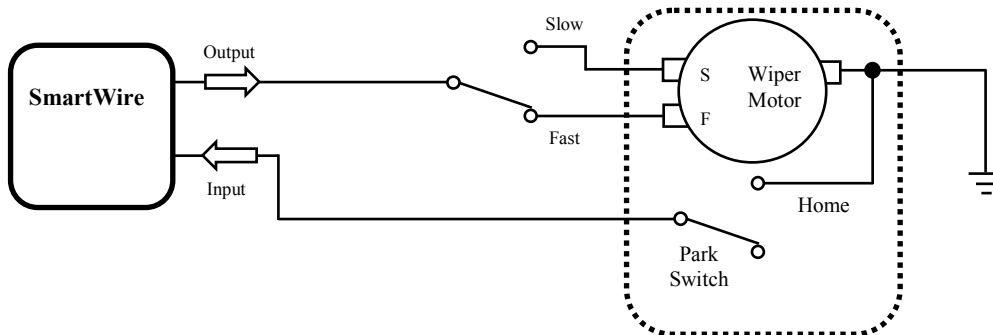 Slow
Output
SmartWire
S
Wiper
Motor
F
Fast
Input
Home
Park
Switch